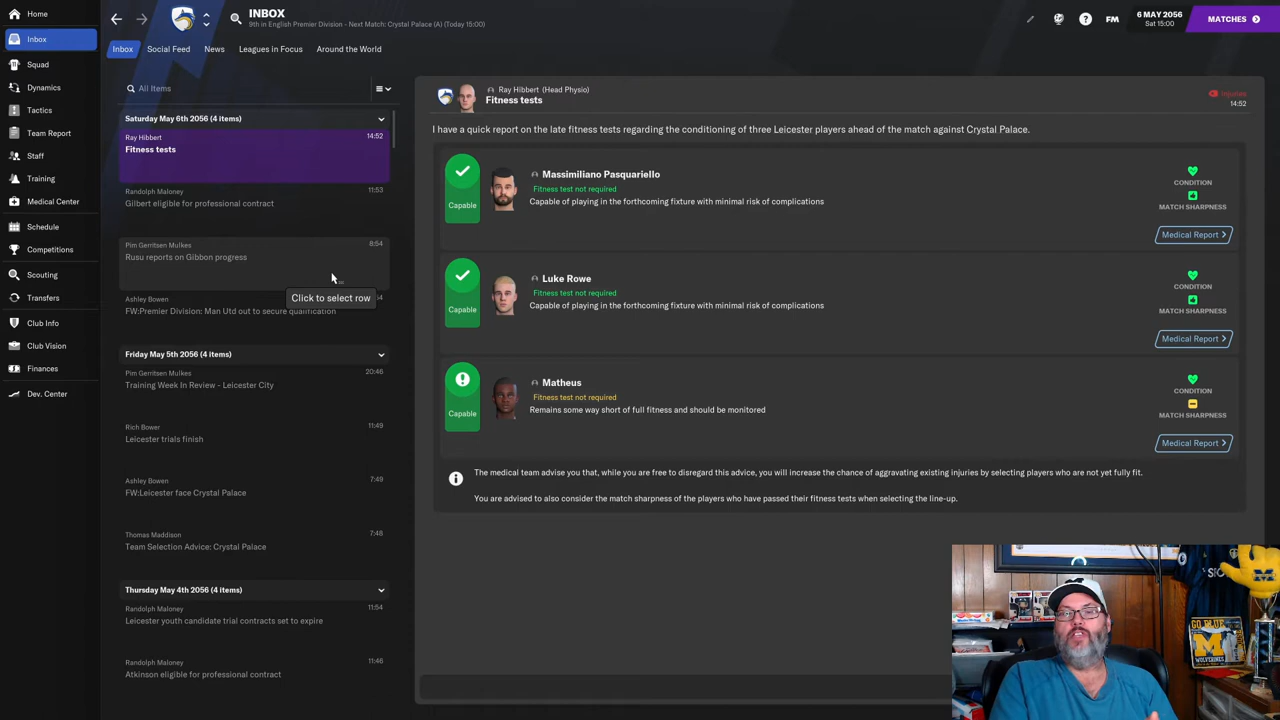 Home
Inbox
Squad
Dynamics
Tactics
Team Report
Staff
Training
Medical Center
Schedule
Competitions
Scouting
Transfers
Club Info
Club Vision
Finances
Dev. Center
INBOX
9th in English Premier Division - Next Match: Crystal Palace (A) (Today 15:00)
FM
6 MAY 2056
Sat 15:00
MATCHES
Inbox
Social Feed
News
Leagues in Focus
Around the World
All Items
Saturday May 6th 2056 (4 items)
Ray Hibbert 14:52
Fitness tests
Randolph Maloney 11:53
Gilbert eligible for professional contract
Pim Gerritsen Mulkes 8:54
Rusu reports on Gibbon progress
Click to select row
Ashley Bowen
FW:Premier Division: Man Utd out to secure qualification
Friday May 5th 2056 (4 items)
Pim Gerritsen Mulkes 20:46
Training Week In Review - Leicester City
Rich Bower 11:49
Leicester trials finish
Ashley Bowen 7:49
FW:Leicester face Crystal Palace
Thomas Maddison 7:48
Team Selection Advice: Crystal Palace
Thursday May 4th 2056 (4 items)
Randolph Maloney 11:54
Leicester youth candidate trial contracts set to expire
Randolph Maloney 11:46
Atkinson eligible for professional contract
Ray Hibbert (Head Physio)
Fitness tests
Injuries
14:52
I have a quick report on the late fitness tests regarding the conditioning of three Leicester players ahead of the match against Crystal Palace.
Capable
Massimiliano Pasquariello
Fitness test not required
Capable of playing in the forthcoming fixture with minimal risk of complications
CONDITION
MATCH SHARPNESS
Medical Report
Capable
Luke Rowe
Fitness test not required
Capable of playing in the forthcoming fixture with minimal risk of complications
CONDITION
MATCH SHARPNESS
Medical Report
Capable
Matheus
Fitness test not required
Remains some way short of full fitness and should be monitored
CONDITION
MATCH SHARPNESS
Medical Report
The medical team advise you that, while you are free to disregard this advice, you will increase the chance of aggravating existing injuries by selecting players who are not yet fully fit.
You are advised to also consider the match sharpness of the players who have passed their fitness tests when selecting the line-up.
GO BLUE
M
WOLVERINES